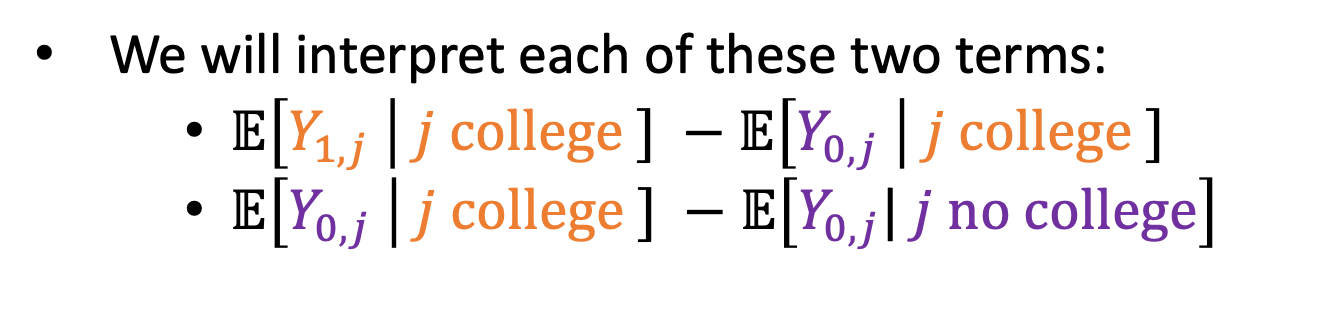 • We will interpret each of these two terms:
• 𝔼[Y₁,ⱼ | j college ] − 𝔼[Y₀,ⱼ | j college ]
• 𝔼[Y₀,ⱼ | j college ] − 𝔼[Y₀,ⱼ| j no college]